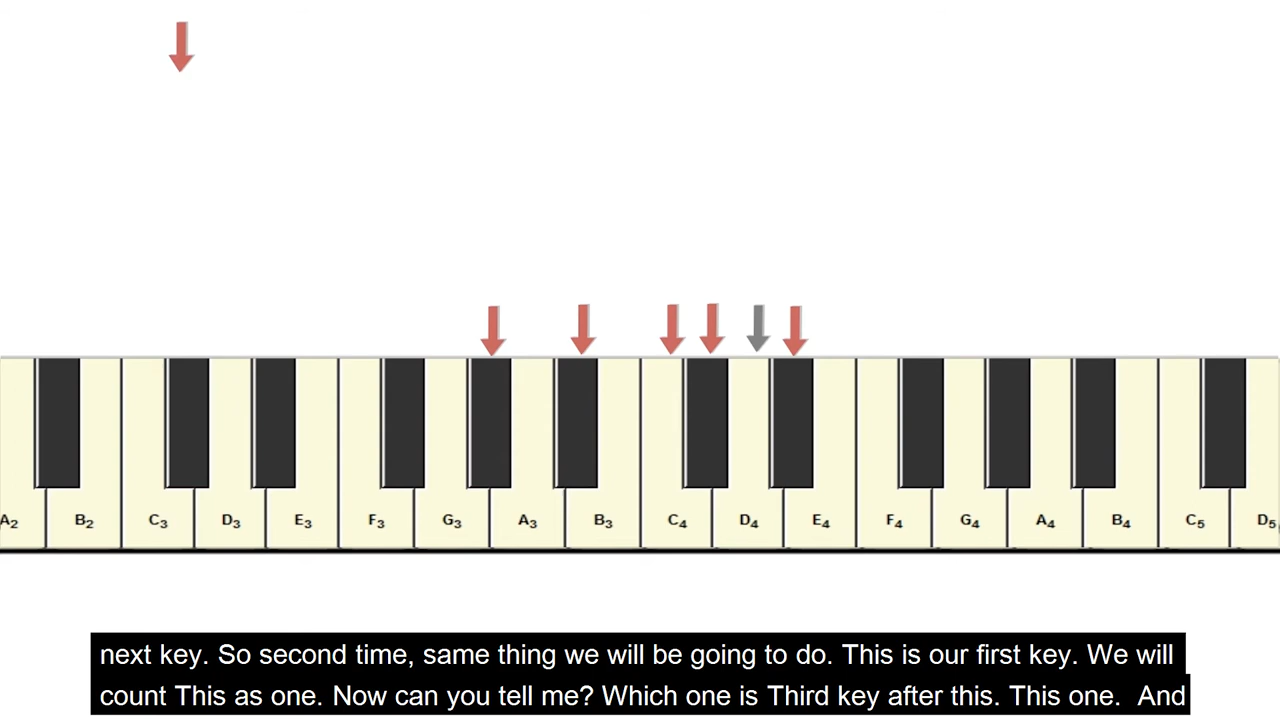 A₂ B₂ C₃ D₃ E₃ F₃ G₃ A₃ B₃ C₄ D₄ E₄ F₄ G₄ A₄ B₄ C₅ D₅
next key. So second time, same thing we will be going to do. This is our first key. We will
count This as one. Now can you tell me? Which one is Third key after this. This one. And